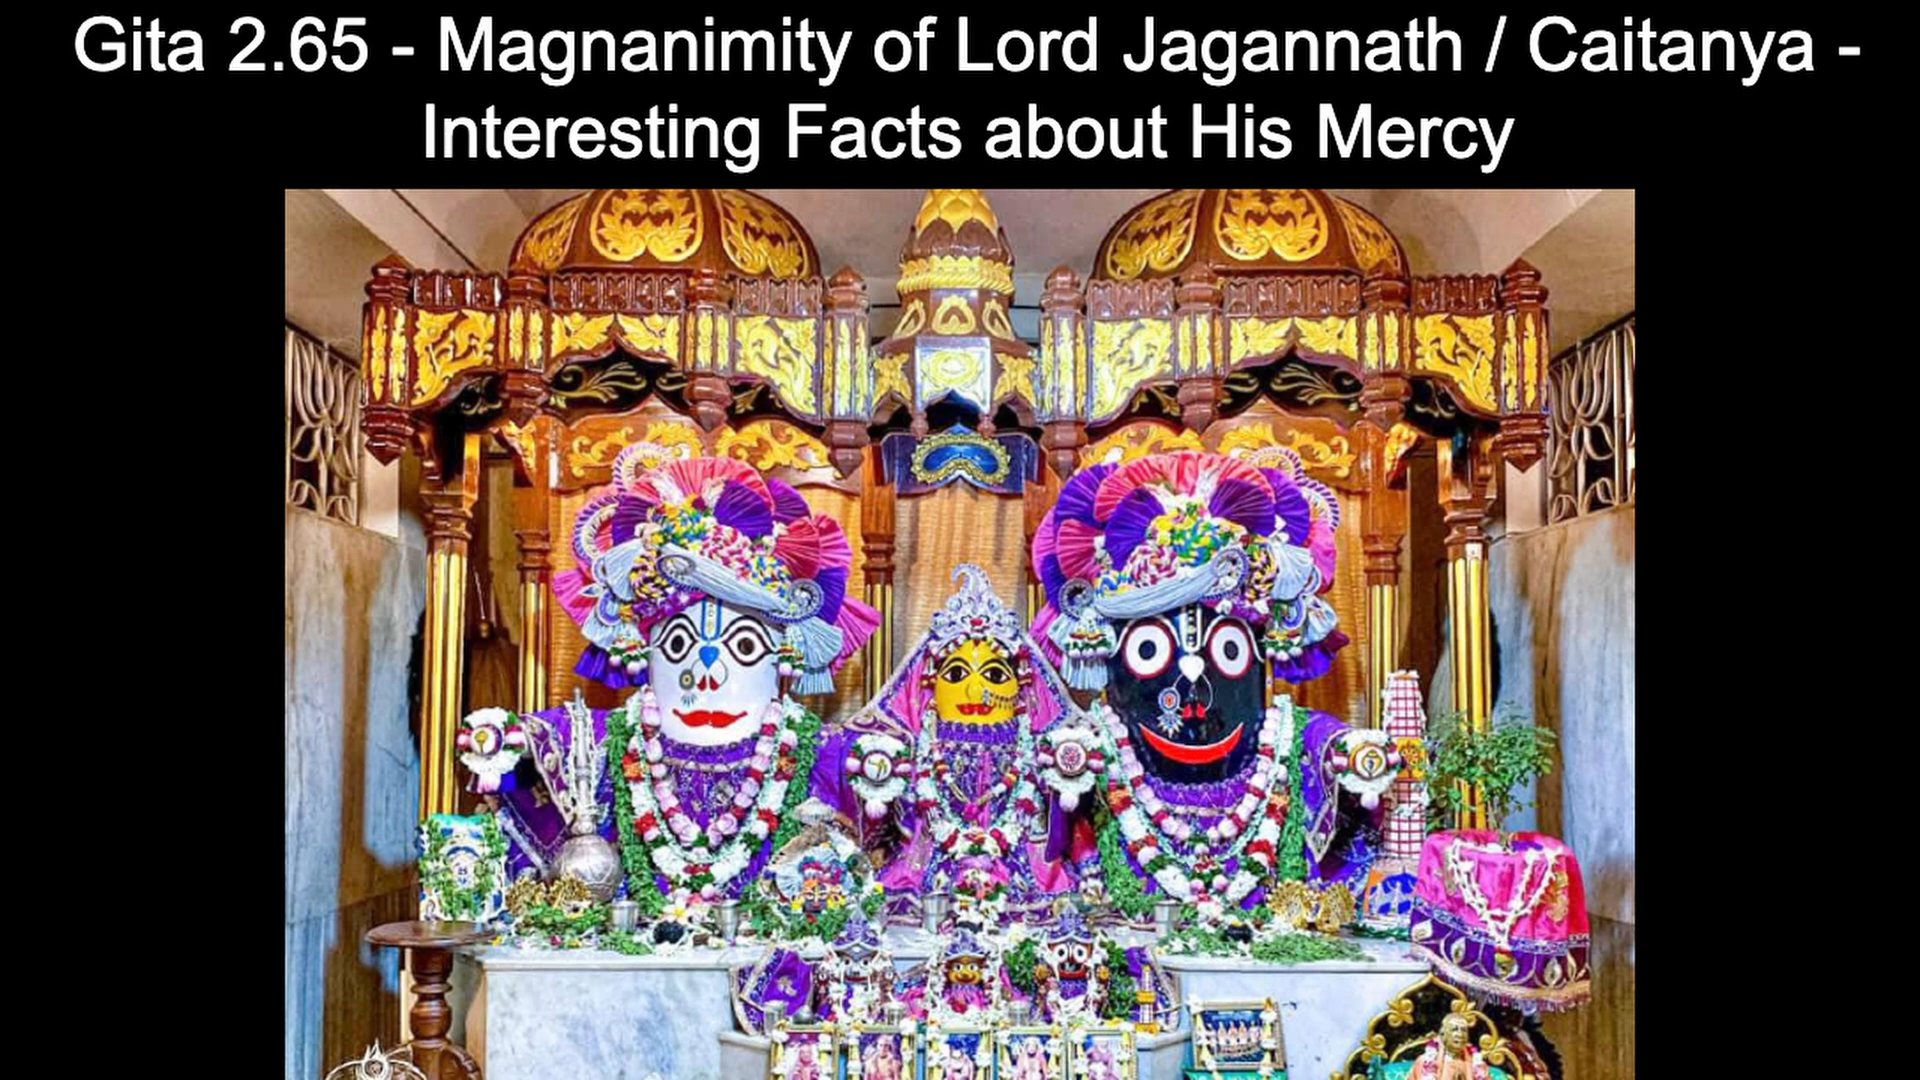 Gita 2.65 - Magnanimity of Lord Jagannath / Caitanya -
Interesting Facts about His Mercy